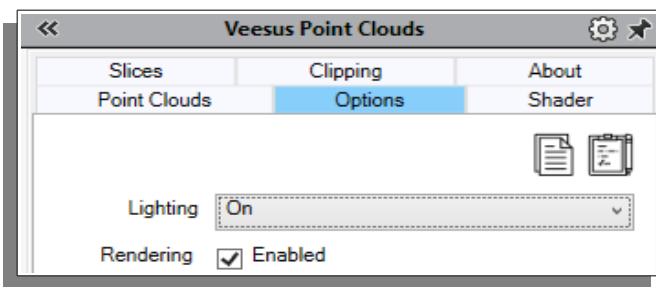 Veesus Point Clouds
Slices Clipping About
Point Clouds Options Shader
Lighting On
Rendering Enabled